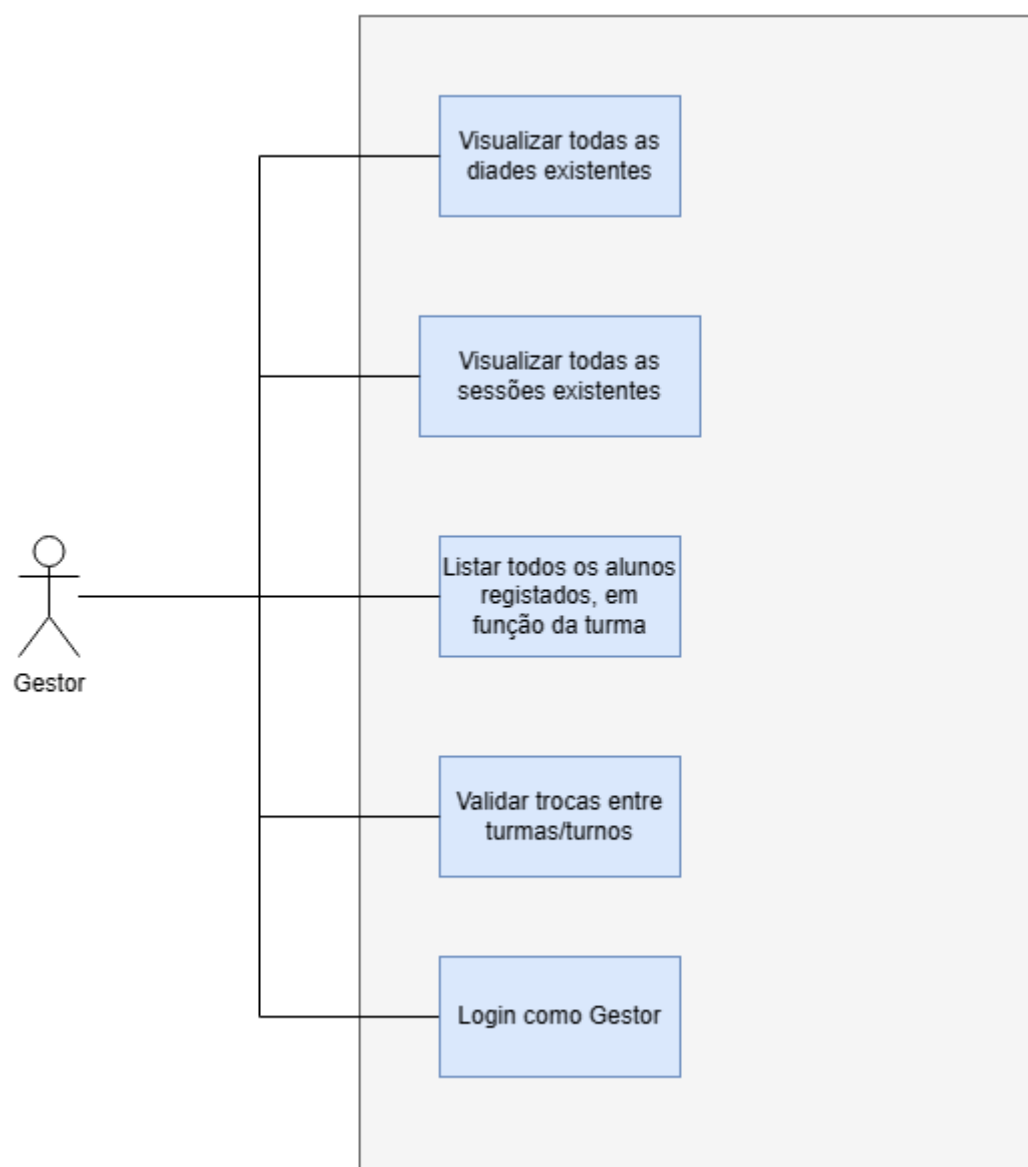 Visualizar todas as
diades existentes
Visualizar todas as
sessões existentes
Listar todos os alunos
registados, em
função da turma
Gestor
Validar trocas entre
turmas/turnos
Login como Gestor